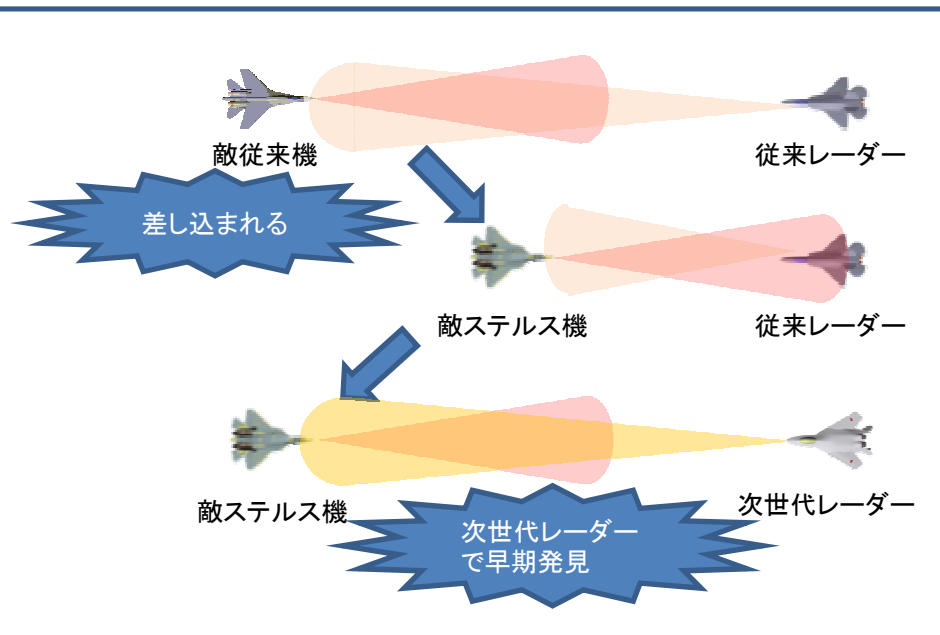 敵従来機
従来レーダー
差し込まれる
敵ステルス機
従来レーダー
敵ステルス機
次世代レーダー
次世代レーダー
で早期発見